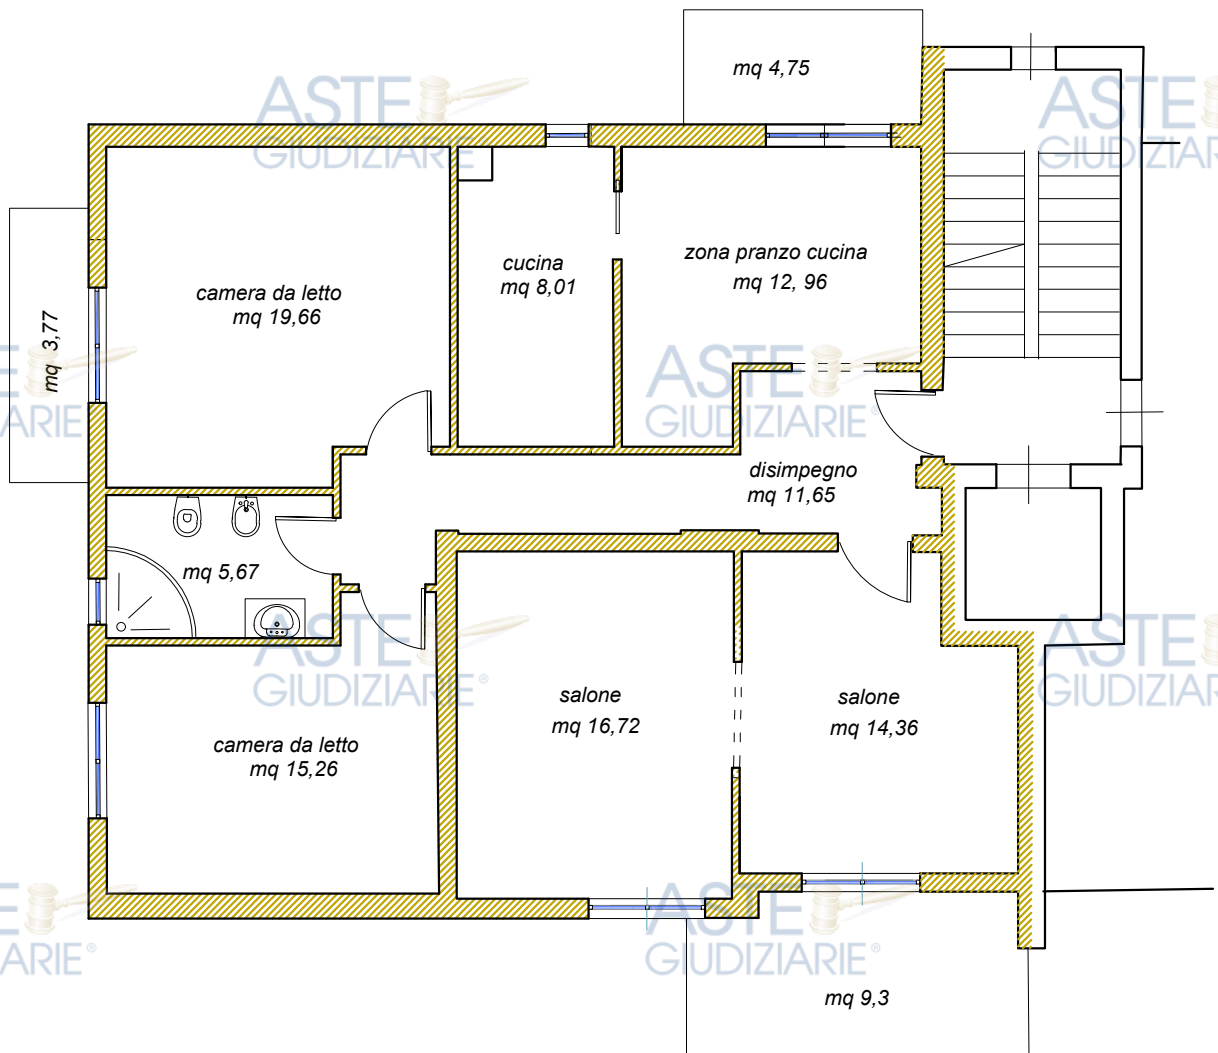 mq 4,75
ASTE
GIUDIZIARIE
ASTE
GIUDIZIAR
zona pranzo cucina
mq 12, 96
cucina
mq 8,01
camera da letto
mq 19,66
mq 3,77
E
ARIE
ASTE
GIUDIZIARIE®
disimpegno
mq 11,65
mq 5,67
ASTE
GIUDIZIARIE®
ASTE
GIUDIZIAR
salone
mq 16,72
salone
mq 14,36
camera da letto
mq 15,26
E
ARIE®
ASTE
GIUDIZIARIE®
mq 9,3